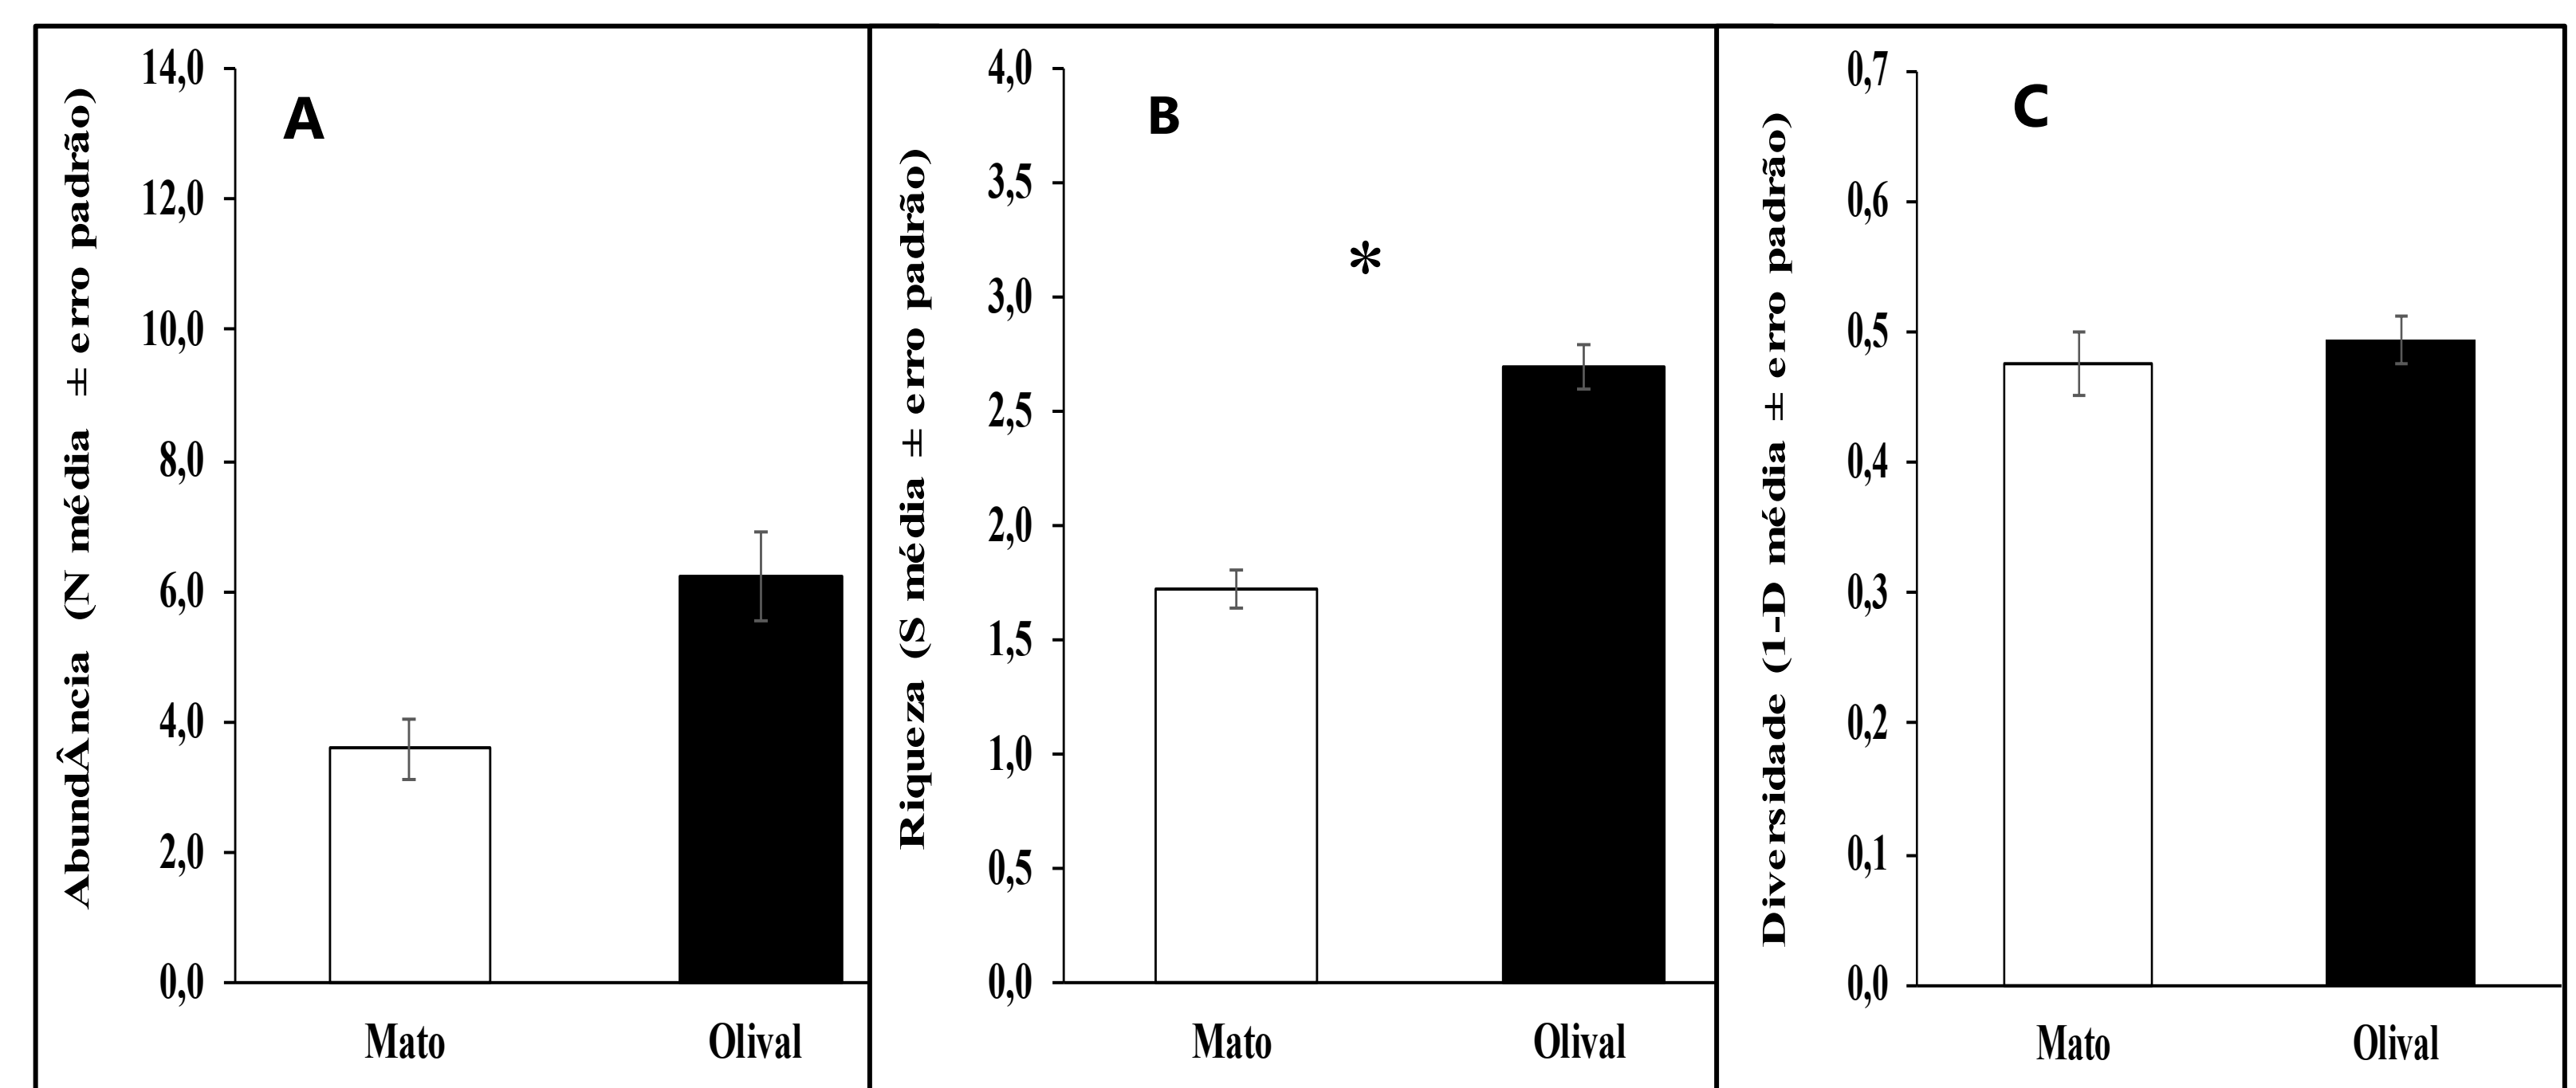 AbundÂncia (N média ± erro padrão)
14,0
12,0
10,0
8,0
6,0
4,0
2,0
0,0
A
Mato
Olival
Riqueza (S média ± erro padrão)
4,0
3,5
3,0
2,5
2,0
1,5
1,0
0,5
0,0
B
*
Mato
Olival
Diversidade (1-D média ± erro padrão)
0,7
0,6
0,5
0,4
0,3
0,2
0,1
0,0
C
Mato
Olival